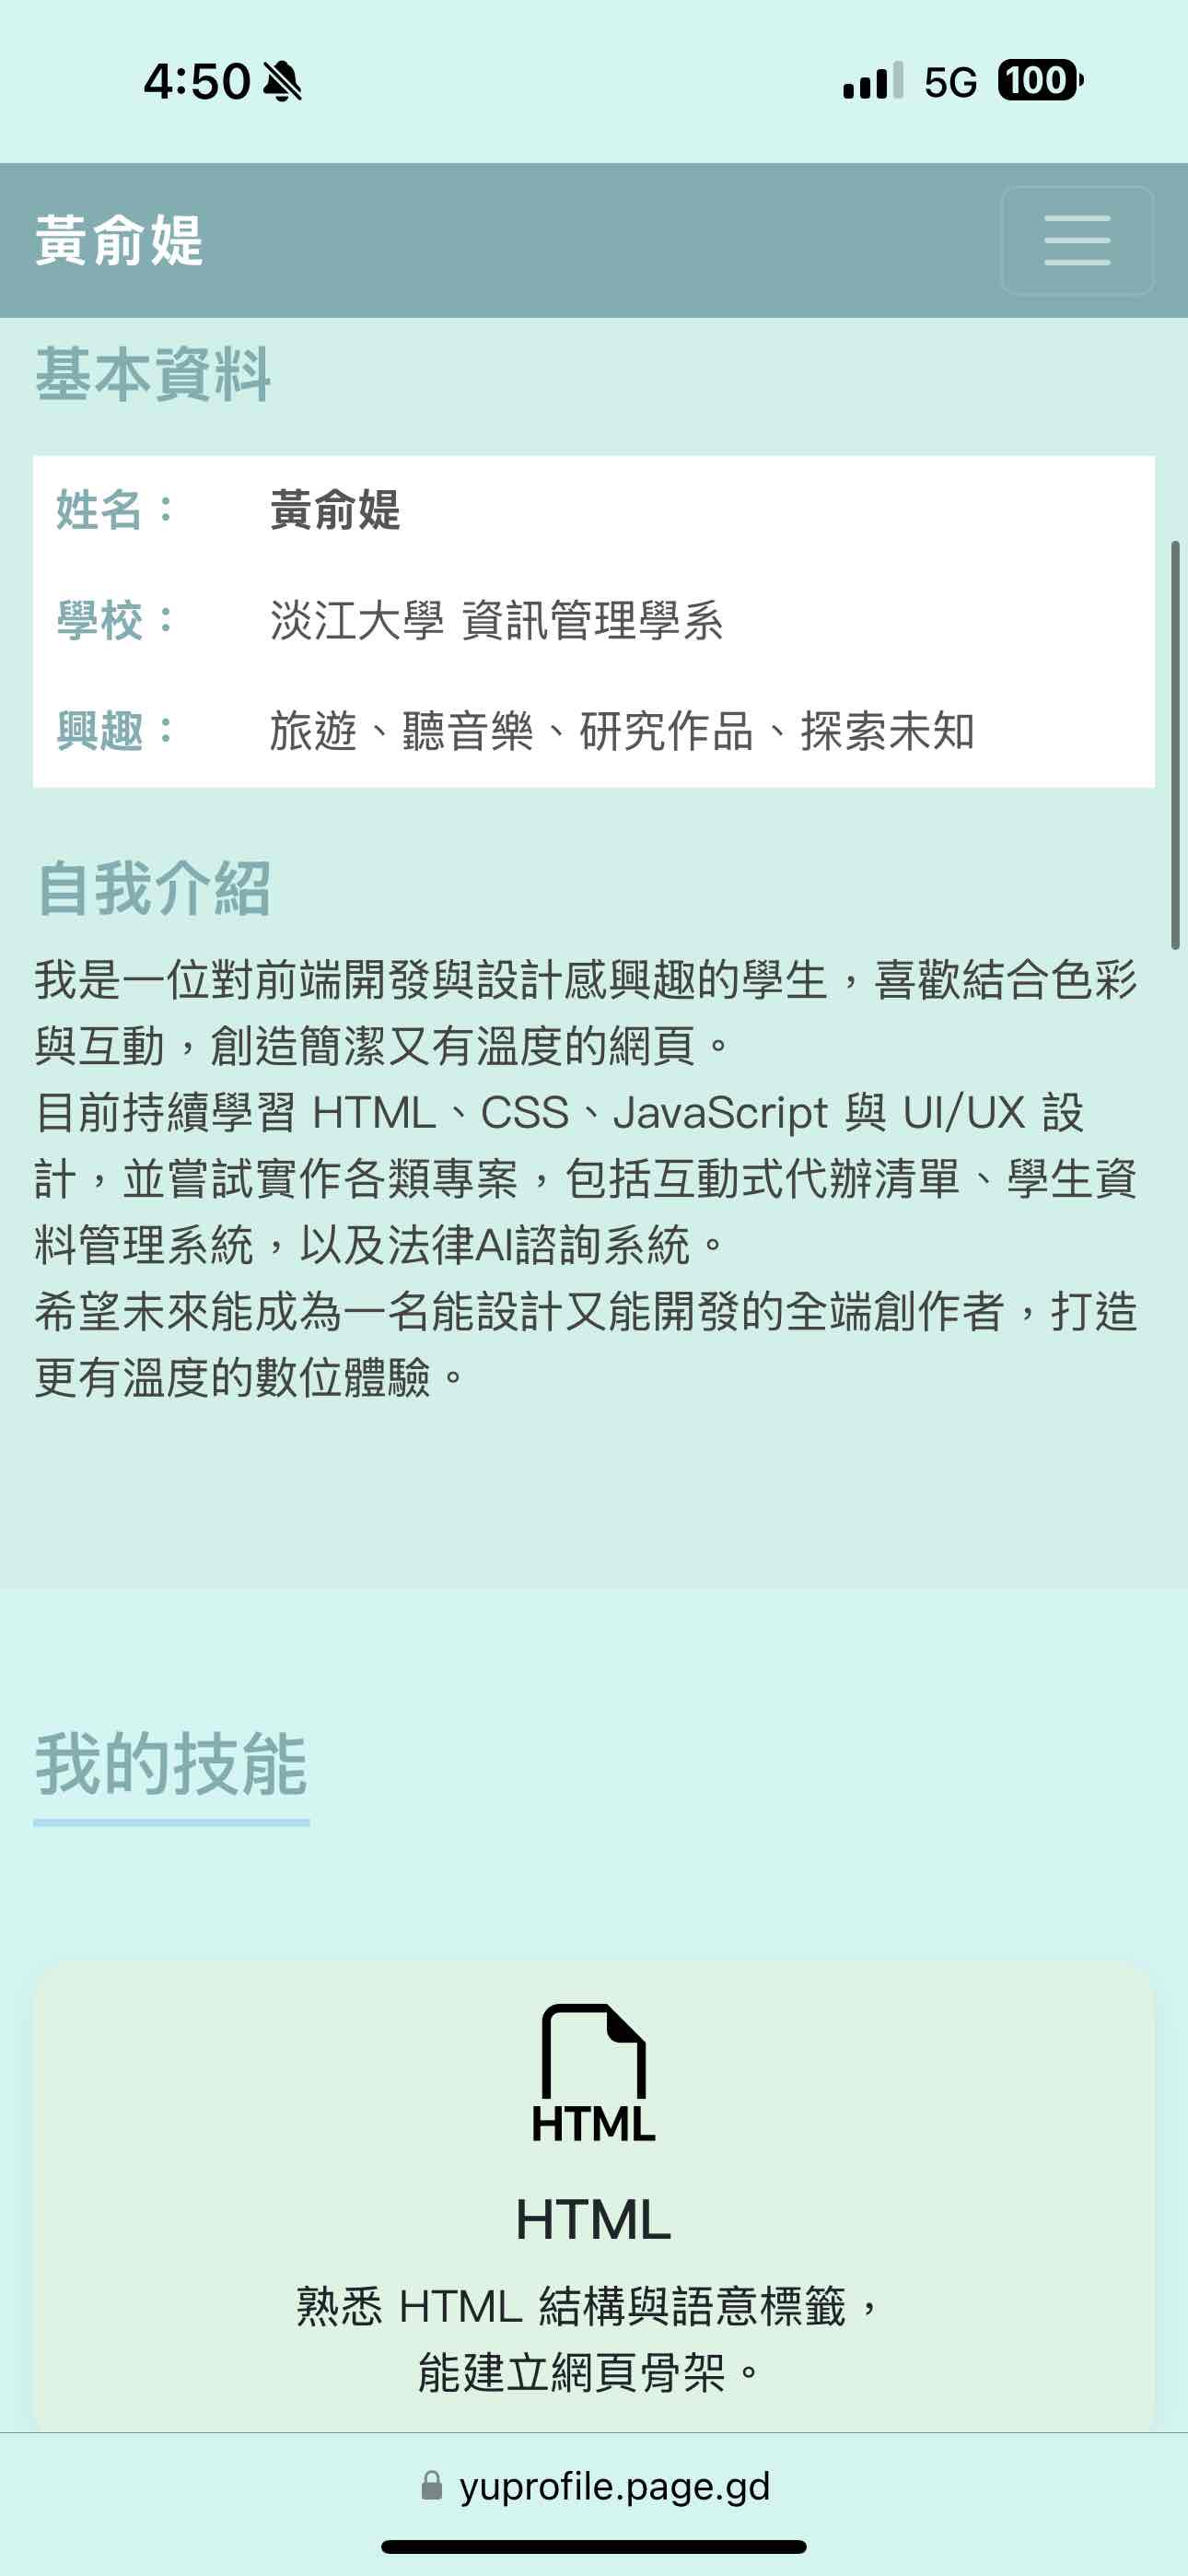 4:50
5G
100
黃俞媞
基本資料
姓名： 黃俞媞
學校： 淡江大學 資訊管理學系
興趣： 旅遊、聽音樂、研究作品、探索未知
自我介紹
我是一位對前端開發與設計感興趣的學生，喜歡結合色彩
與互動，創造簡潔又有溫度的網頁。
目前持續學習 HTML、CSS、JavaScript 與 UI/UX 設
計，並嘗試實作各類專案，包括互動式代辦清單、學生資
料管理系統，以及法律AI諮詢系統。
希望未來能成為一名能設計又能開發的全端創作者，打造
更有溫度的數位體驗。
我的技能
HTML
HTML
熟悉 HTML 結構與語意標籤，
能建立網頁骨架。
yuprofile.page.gd